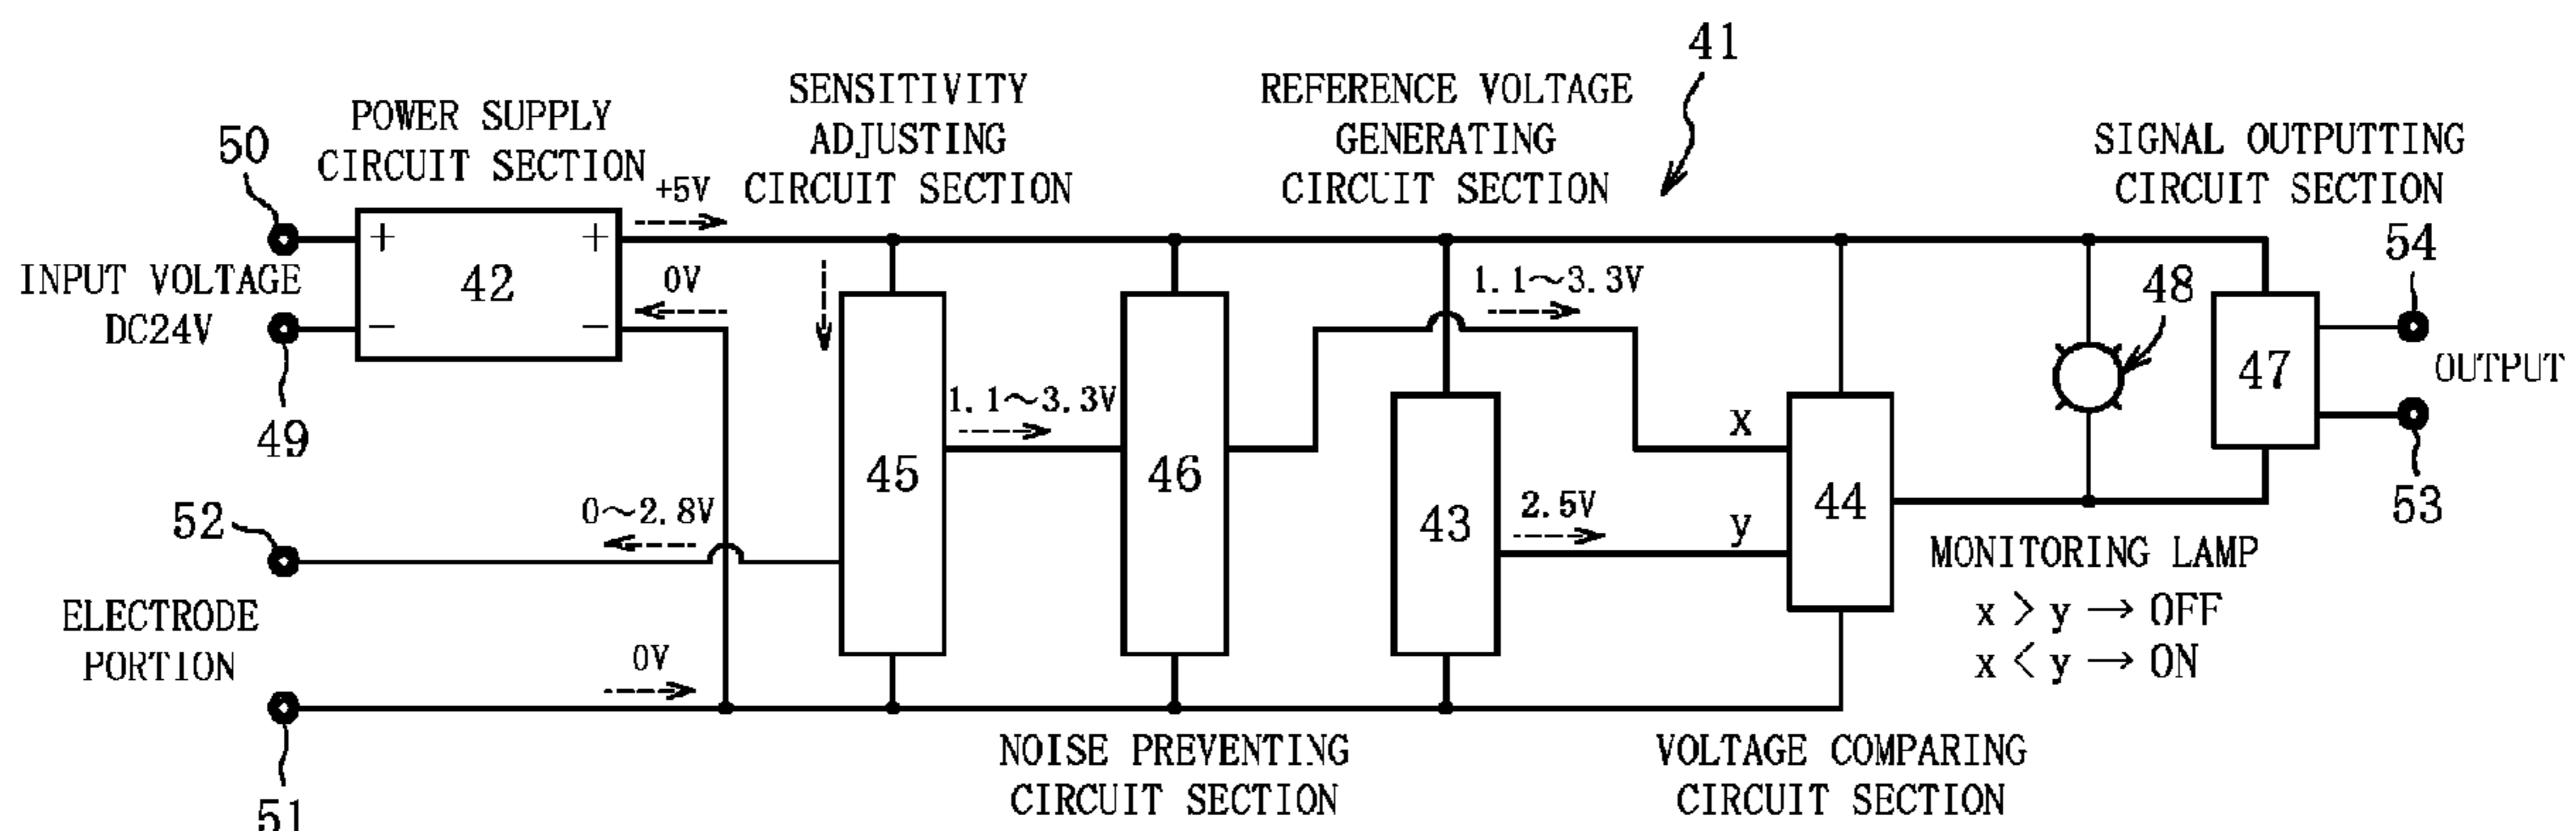 41
SENSITIVITY
ADJUSTING
CIRCUIT SECTION
REFERENCE VOLTAGE
GENERATING
CIRCUIT SECTION
POWER SUPPLY
CIRCUIT SECTION
SIGNAL OUTPUTTING
CIRCUIT SECTION
50
+5V
54
+ +
42
0V
1.1～3.3V
48
INPUT VOLTAGE
DC24V
− −
47
OUTPUT
49
1.1～3.3V
x
45
46
44
53
52
0～2.8V
43
2.5V
y
MONITORING LAMP
x > y → OFF
x < y → ON
ELECTRODE
PORTION
0V
51
NOISE PREVENTING
CIRCUIT SECTION
VOLTAGE COMPARING
CIRCUIT SECTION